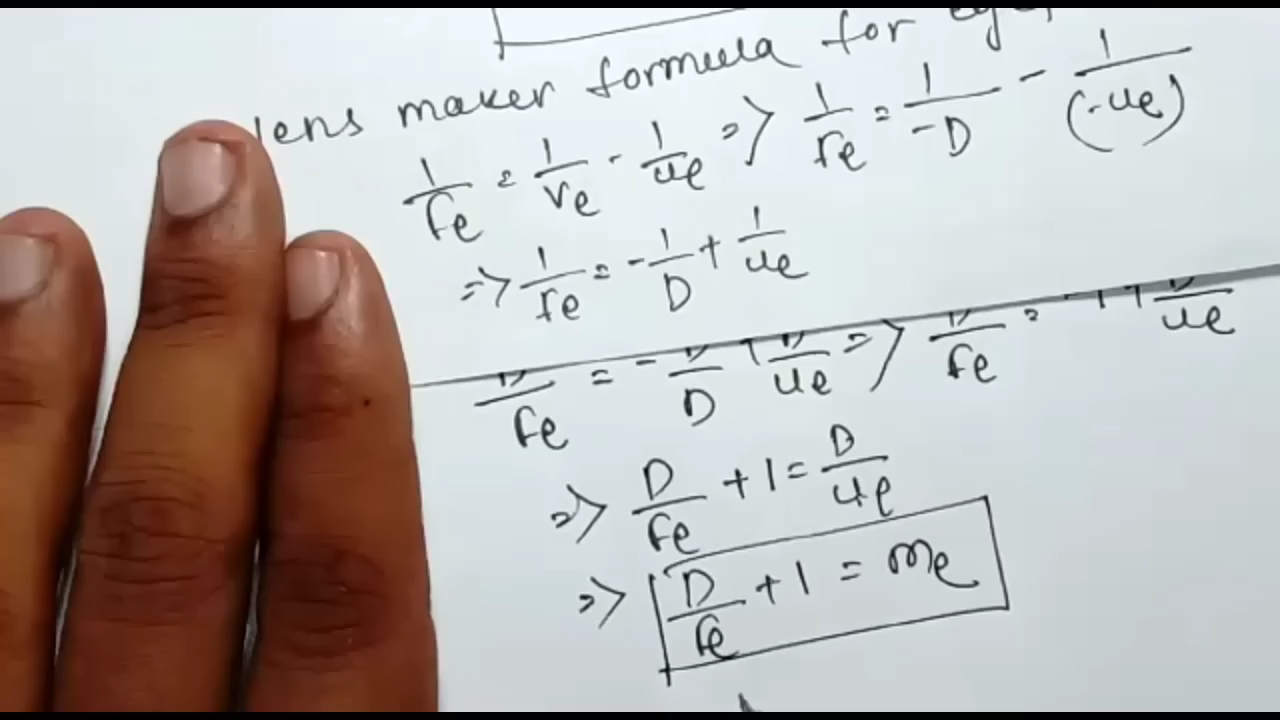 lens maker formula for
1/fe = 1/ve - 1/ue => 1/fe = 1/-D - 1/(-ue)
=> 1/fe = -1/D + 1/ue
D/fe = -D/D + D/ue => D/fe = -1 + D/ue
=> D/fe + 1 = D/ue
=> D/fe + 1 = me